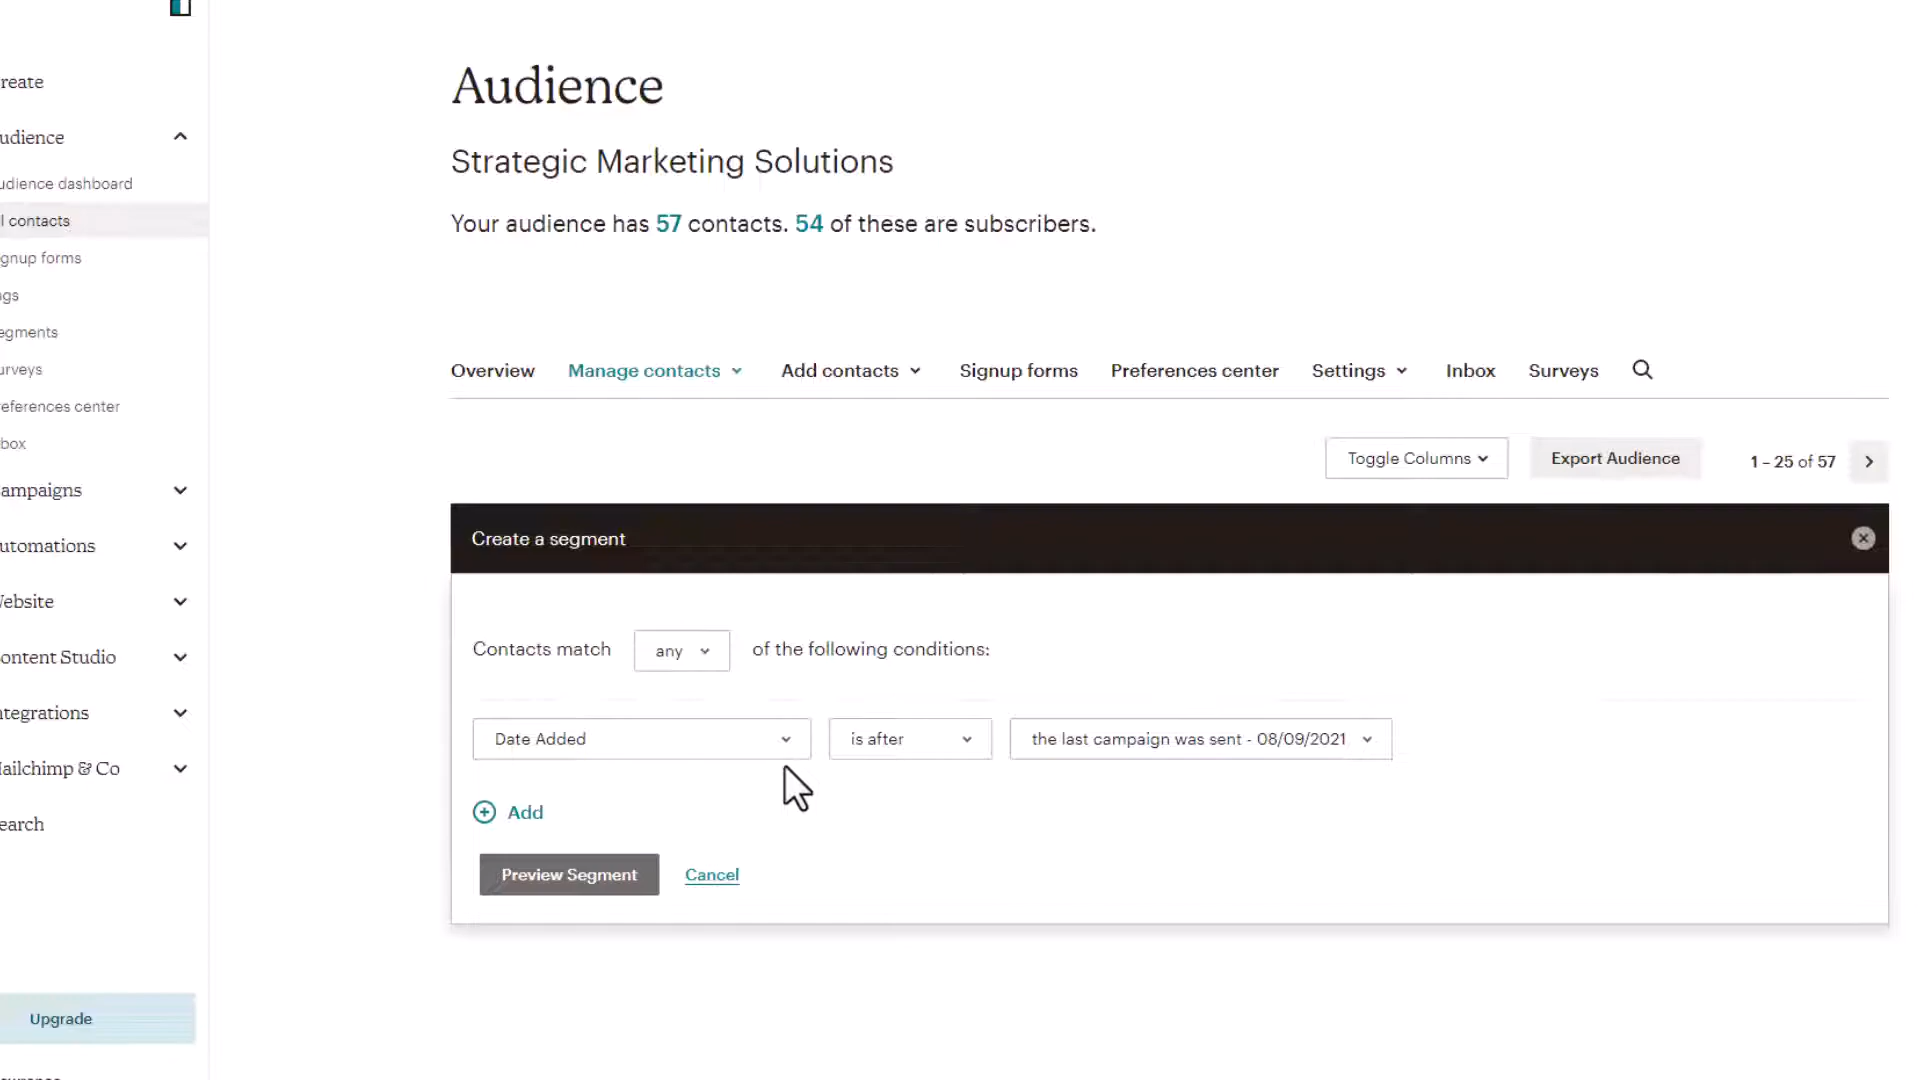 reate
udience
udience dashboard
l contacts
gnup forms
gs
egments
urveys
eferences center
box
ampaigns
utomations
Website
ontent Studio
ntegrations
Mailchimp & Co
earch
Upgrade
Audience
Strategic Marketing Solutions
Your audience has 57 contacts. 54 of these are subscribers.
Overview Manage contacts Add contacts Signup forms Preferences center Settings Inbox Surveys
Toggle Columns Export Audience 1 – 25 of 57
Create a segment
Contacts match any of the following conditions:
Date Added is after the last campaign was sent - 08/09/2021
Add
Preview Segment Cancel